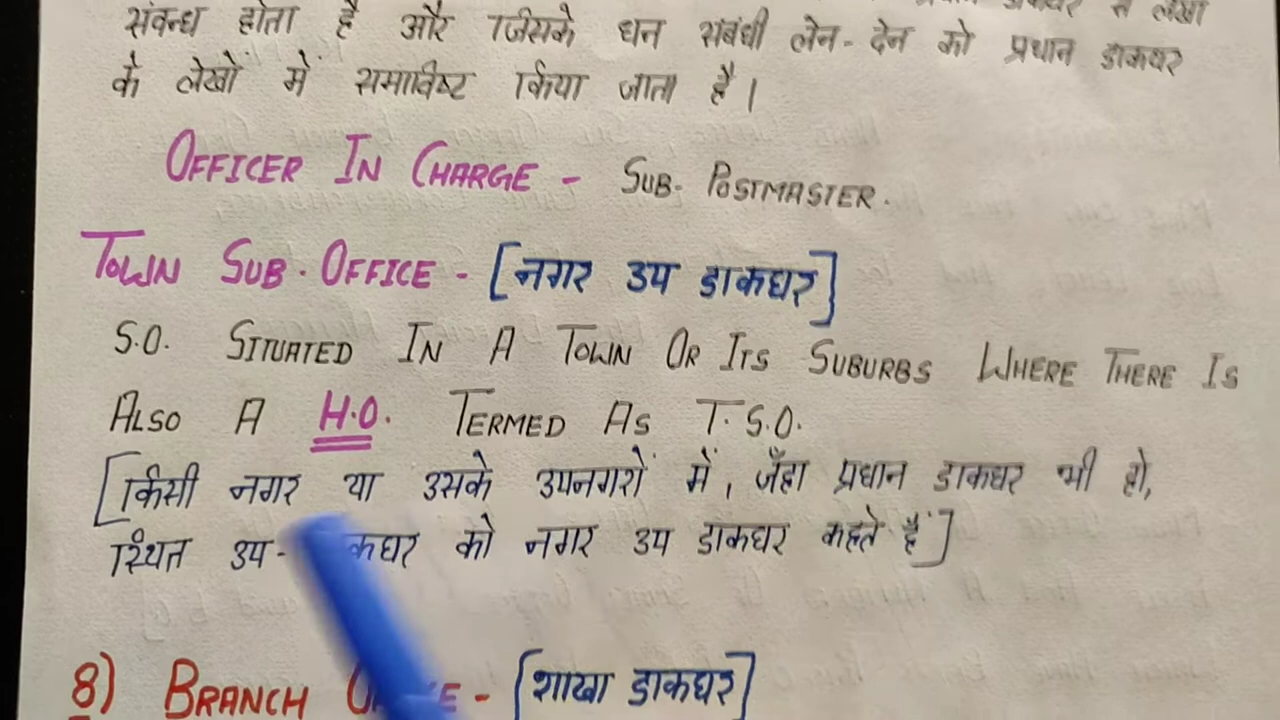 डाकघर से लेखा
संबन्ध होता है और जिसके धन संबंधी लेन-देन को प्रधान डाकघर
के लेखों में समाविष्ट किया जाता है।
OFFICER IN CHARGE - SUB-POSTMASTER.
TOWN SUB-OFFICE - [नगर उप डाकघर]
S.O. SITUATED IN A TOWN OR ITS SUBURBS WHERE THERE IS
ALSO A H.O. TERMED AS T.S.O.
[किसी नगर या उसके उपनगरों में, जँहा प्रधान डाकघर भी हो,
स्थित उप- कघर को नगर उप डाकघर कहते हैं]
8) BRANCH - [शाखा डाकघर]